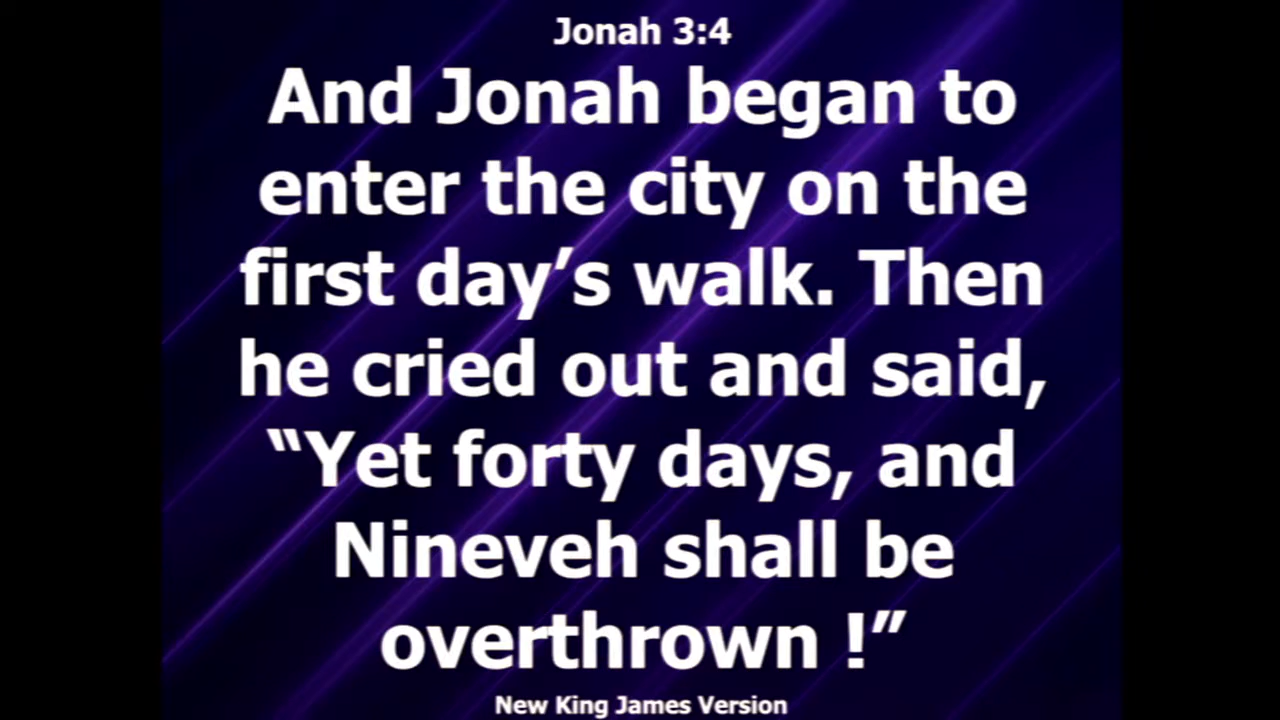 Jonah 3:4
And Jonah began to
enter the city on the
first day’s walk. Then
he cried out and said,
“Yet forty days, and
Nineveh shall be
overthrown !”
New King James Version